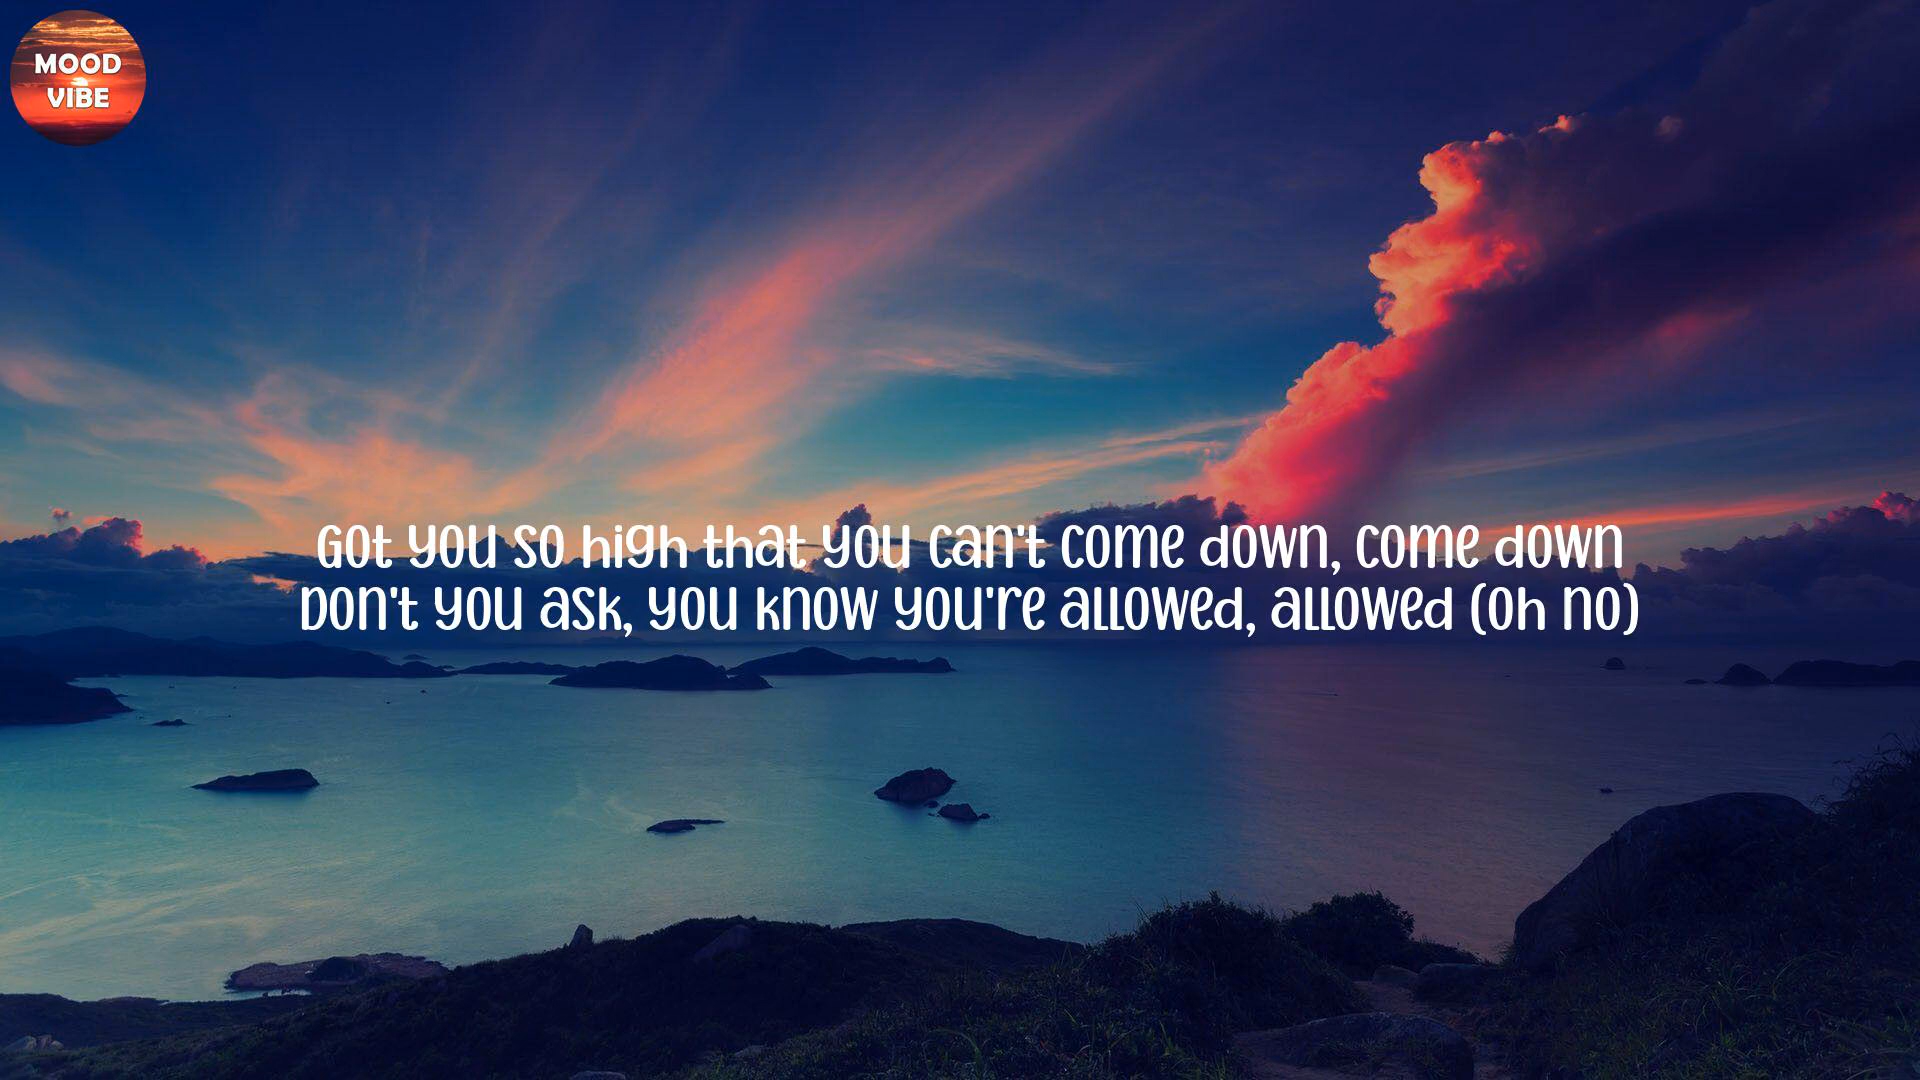 MOOD
VIBE
Got you so high that you can't come down, come down
Don't you ask, you know you're allowed, allowed (oh no)